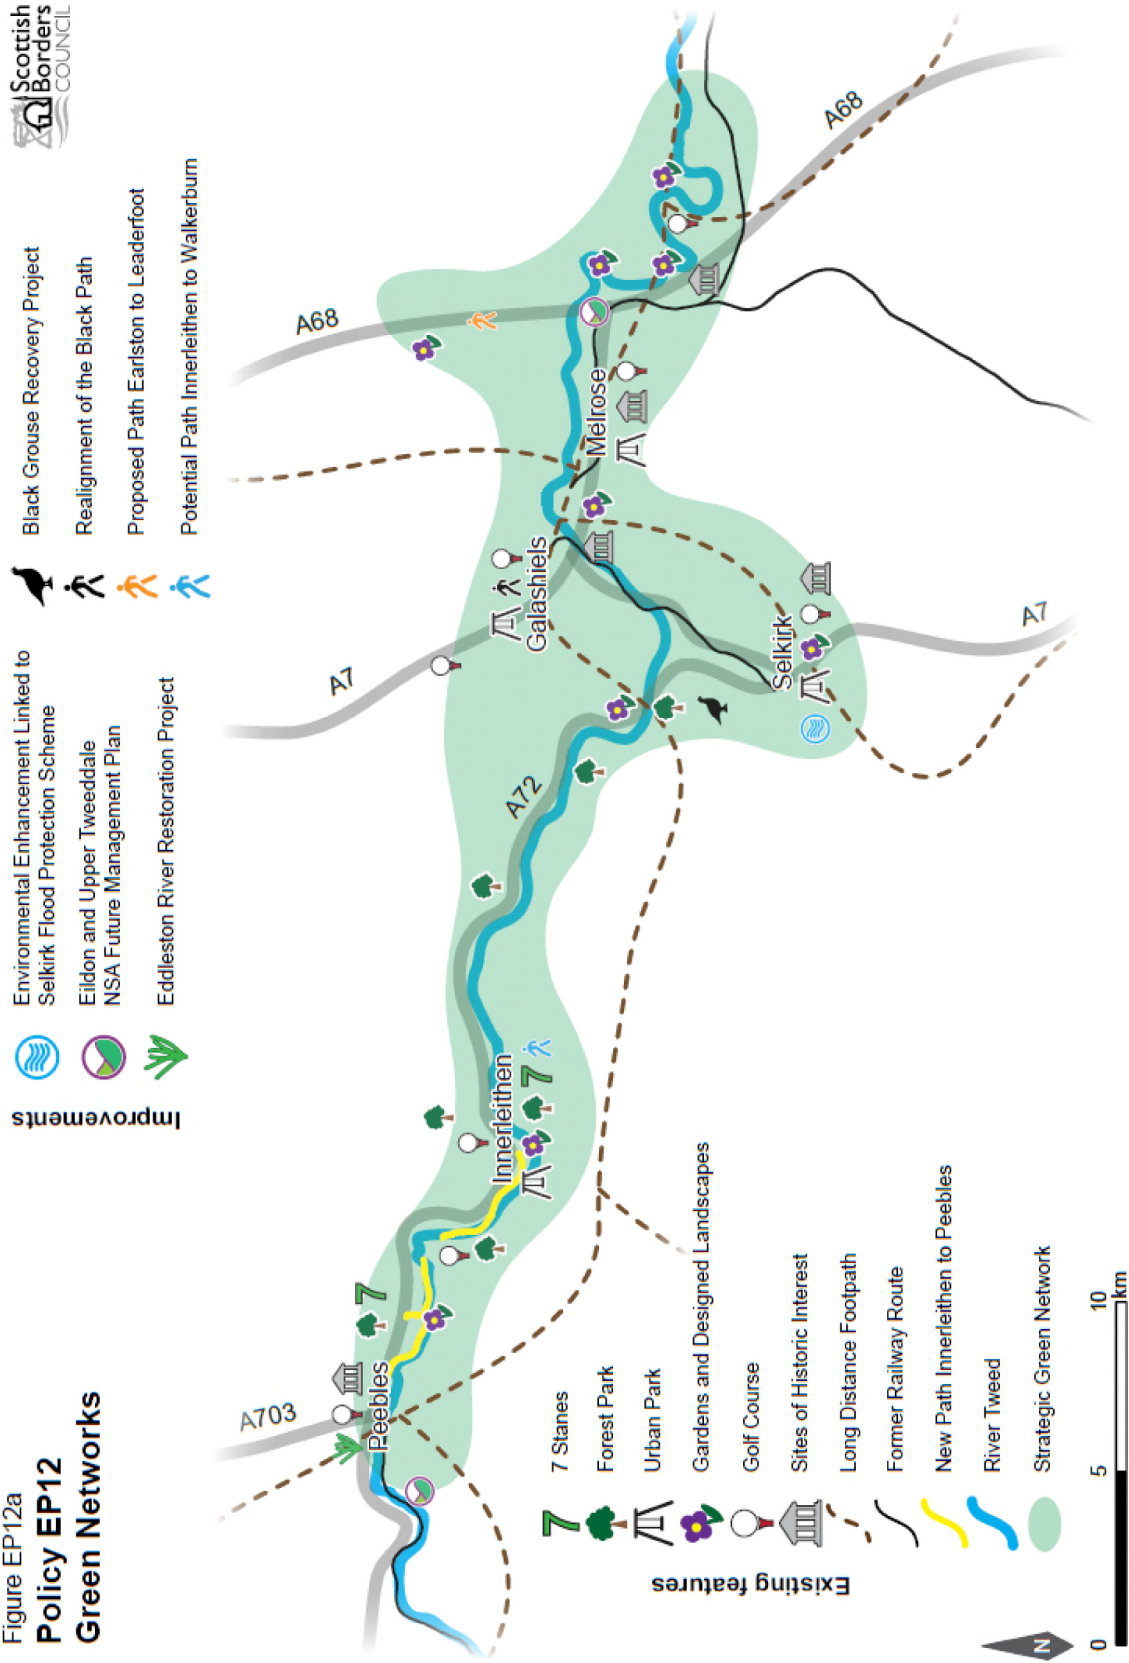 Figure EP12a
Policy EP12
Green Networks
Improvements
Environmental Enhancement Linked to
Selkirk Flood Protection Scheme
Eildon and Upper Tweeddale
NSA Future Management Plan
Eddleston River Restoration Project
Black Grouse Recovery Project
Realignment of the Black Path
Proposed Path Earlston to Leaderfoot
Potential Path Innerleithen to Walkerburn
Scottish
Borders
COUNCIL
A703
Peebles
7
Innerleithen
7
A72
A7
Galashiels
Selkirk
A7
Melrose
A68
A68
Existing features
7
7 Stanes
Forest Park
Urban Park
Gardens and Designed Landscapes
Golf Course
Sites of Historic Interest
Long Distance Footpath
Former Railway Route
New Path Innerleithen to Peebles
River Tweed
Strategic Green Network
N
0 5 10
km